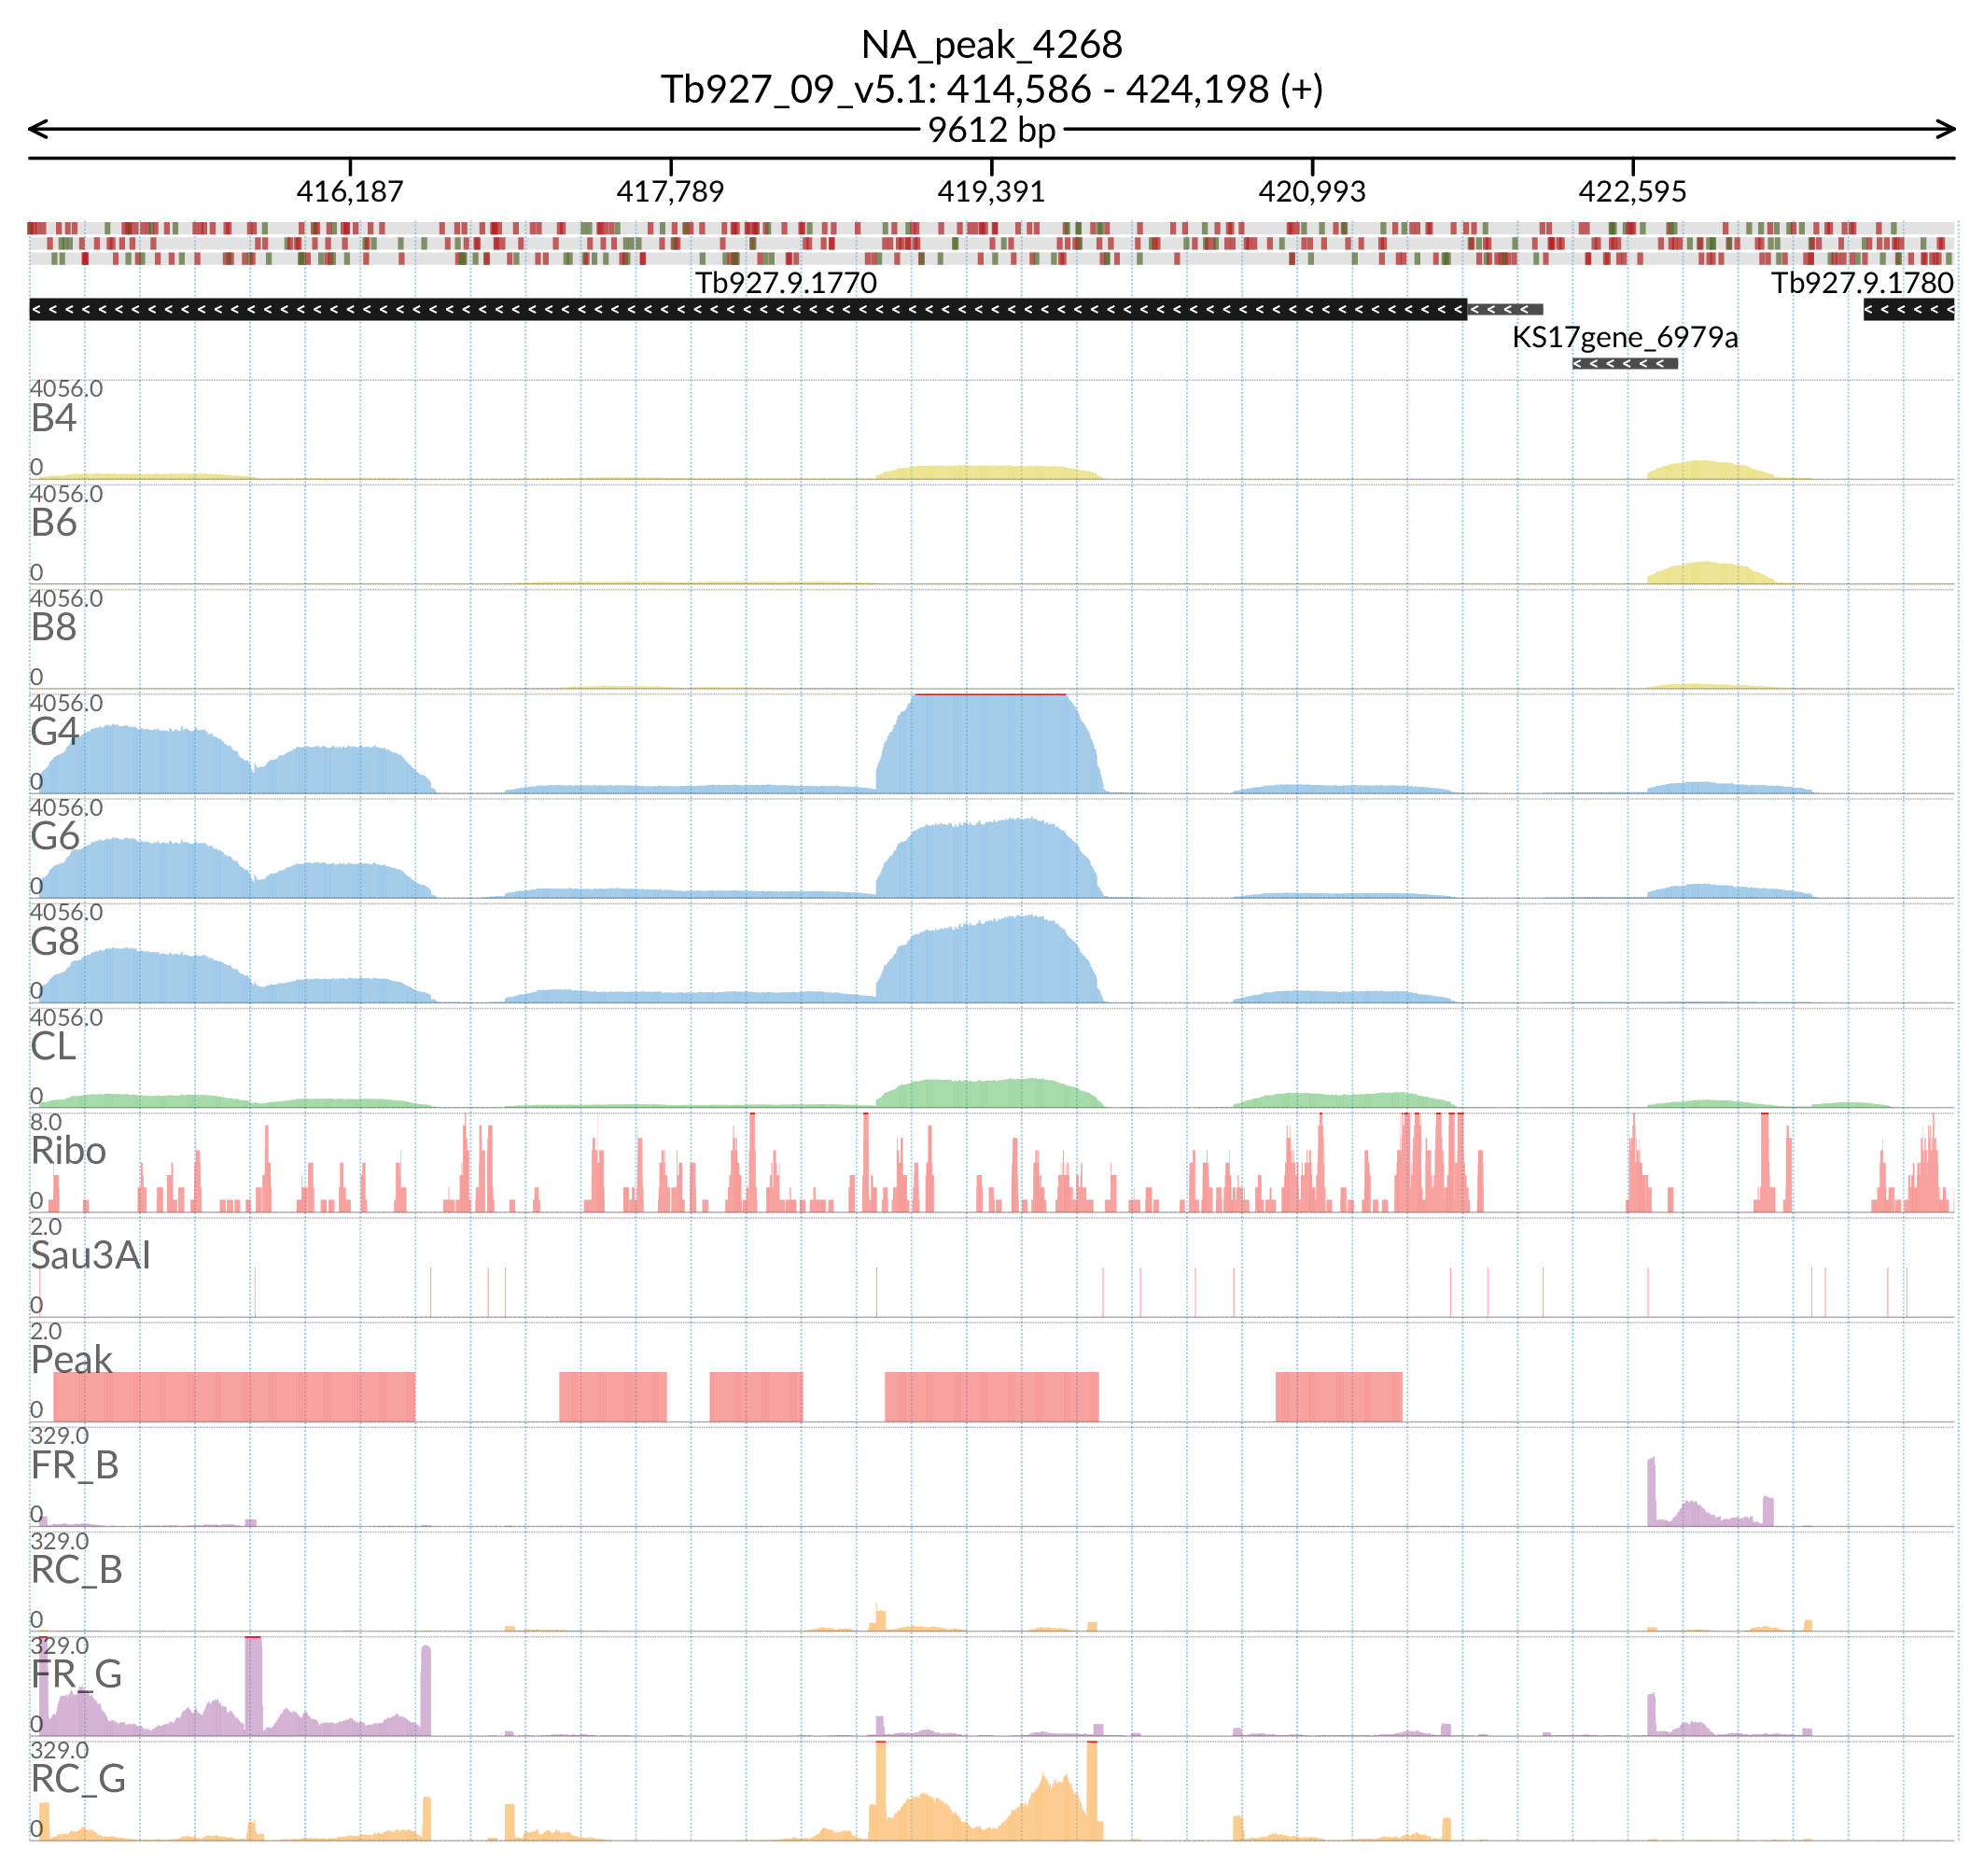 NA_peak_4268
Tb927_09_v5.1: 414,586 - 424,198 (+)
9612 bp
416,187 417,789 419,391 420,993 422,595
Tb927.9.1770 Tb927.9.1780
KS17gene_6979a
4056.0
B4
0
4056.0
B6
0
4056.0
B8
0
4056.0
G4
0
4056.0
G6
0
4056.0
G8
0
4056.0
CL
0
8.0
Ribo
0
2.0
Sau3AI
0
2.0
Peak
0
329.0
FR_B
0
329.0
RC_B
0
329.0
FR_G
0
329.0
RC_G
0